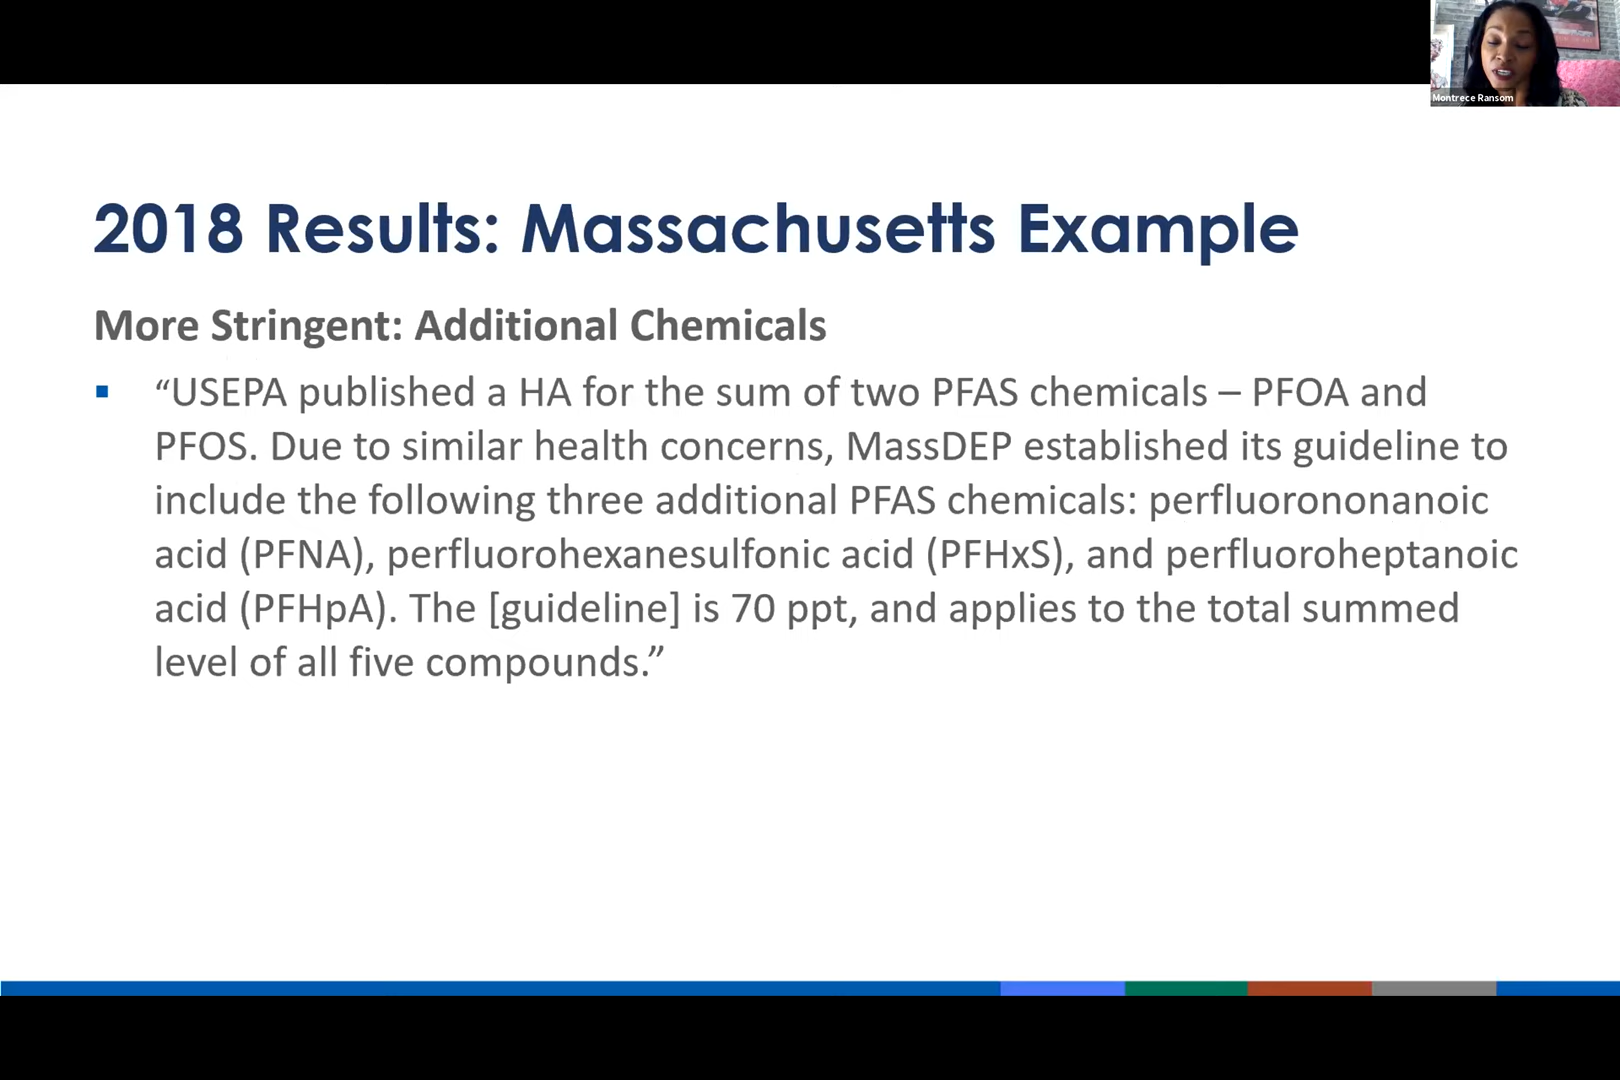 Montrece Ransom
2018 Results: Massachusetts Example
More Stringent: Additional Chemicals
▪ “USEPA published a HA for the sum of two PFAS chemicals – PFOA and
PFOS. Due to similar health concerns, MassDEP established its guideline to
include the following three additional PFAS chemicals: perfluorononanoic
acid (PFNA), perfluorohexanesulfonic acid (PFHxS), and perfluoroheptanoic
acid (PFHpA). The [guideline] is 70 ppt, and applies to the total summed
level of all five compounds.”